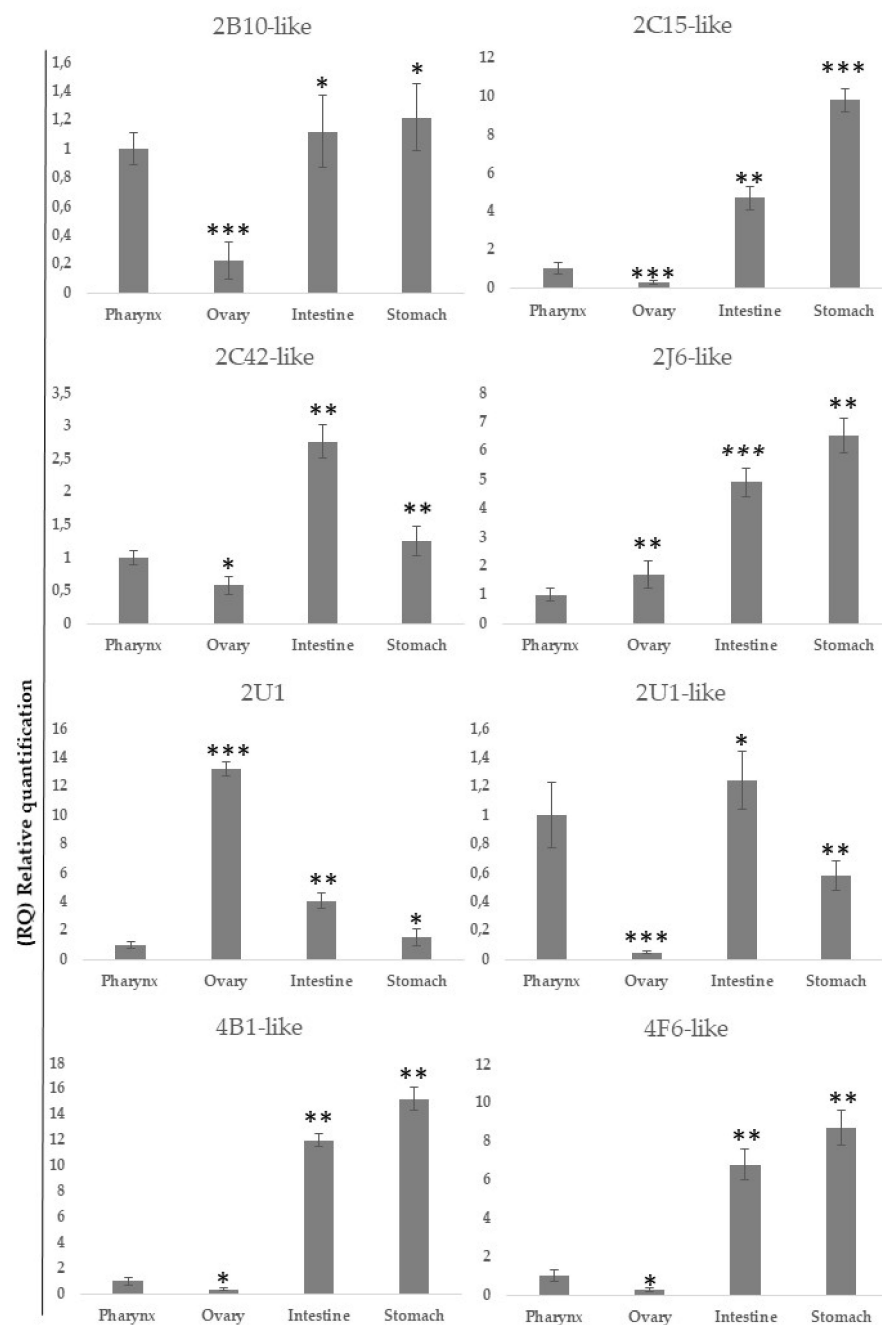 (RQ) Relative quantification
2B10-like
1,6
1,4
1,2
1
0,8
0,6
0,4
0,2
0
* * ***
Pharynx Ovary Intestine Stomach
2C15-like
12
10
8
6
4
2
0
*** ** ***
Pharynx Ovary Intestine Stomach
2C42-like
3,5
3
2,5
2
1,5
1
0,5
0
** ** *
Pharynx Ovary Intestine Stomach
2J6-like
8
7
6
5
4
3
2
1
0
** *** **
Pharynx Ovary Intestine Stomach
2U1
16
14
12
10
8
6
4
2
0
*** ** *
Pharynx Ovary Intestine Stomach
2U1-like
1,6
1,4
1,2
1
0,8
0,6
0,4
0,2
0
* ** ***
Pharynx Ovary Intestine Stomach
4B1-like
18
16
14
12
10
8
6
4
2
0
** ** *
Pharynx Ovary Intestine Stomach
4F6-like
12
10
8
6
4
2
0
** ** *
Pharynx Ovary Intestine Stomach